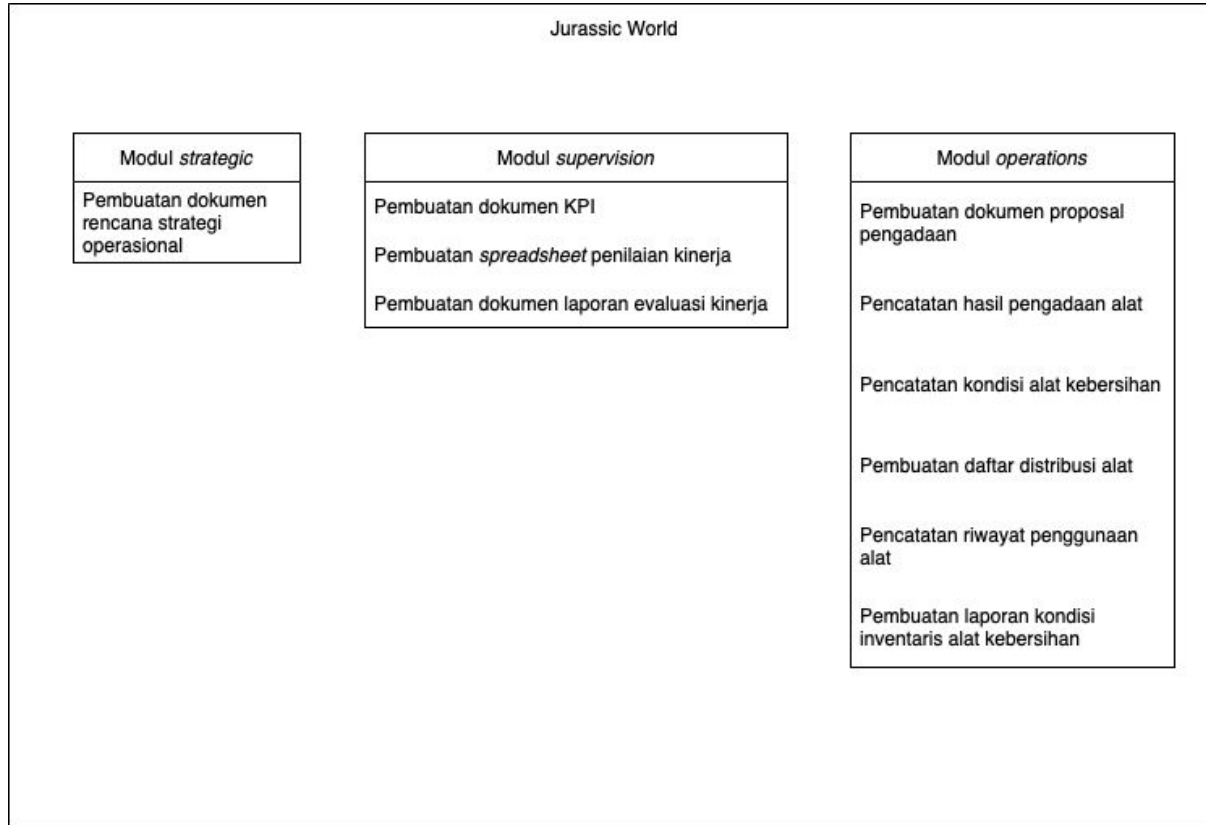 Jurassic World
Modul strategic
Pembuatan dokumen
rencana strategi
operasional
Modul supervision
Pembuatan dokumen KPI
Pembuatan spreadsheet penilaian kinerja
Pembuatan dokumen laporan evaluasi kinerja
Modul operations
Pembuatan dokumen proposal
pengadaan
Pencatatan hasil pengadaan alat
Pencatatan kondisi alat kebersihan
Pembuatan daftar distribusi alat
Pencatatan riwayat penggunaan
alat
Pembuatan laporan kondisi
inventaris alat kebersihan